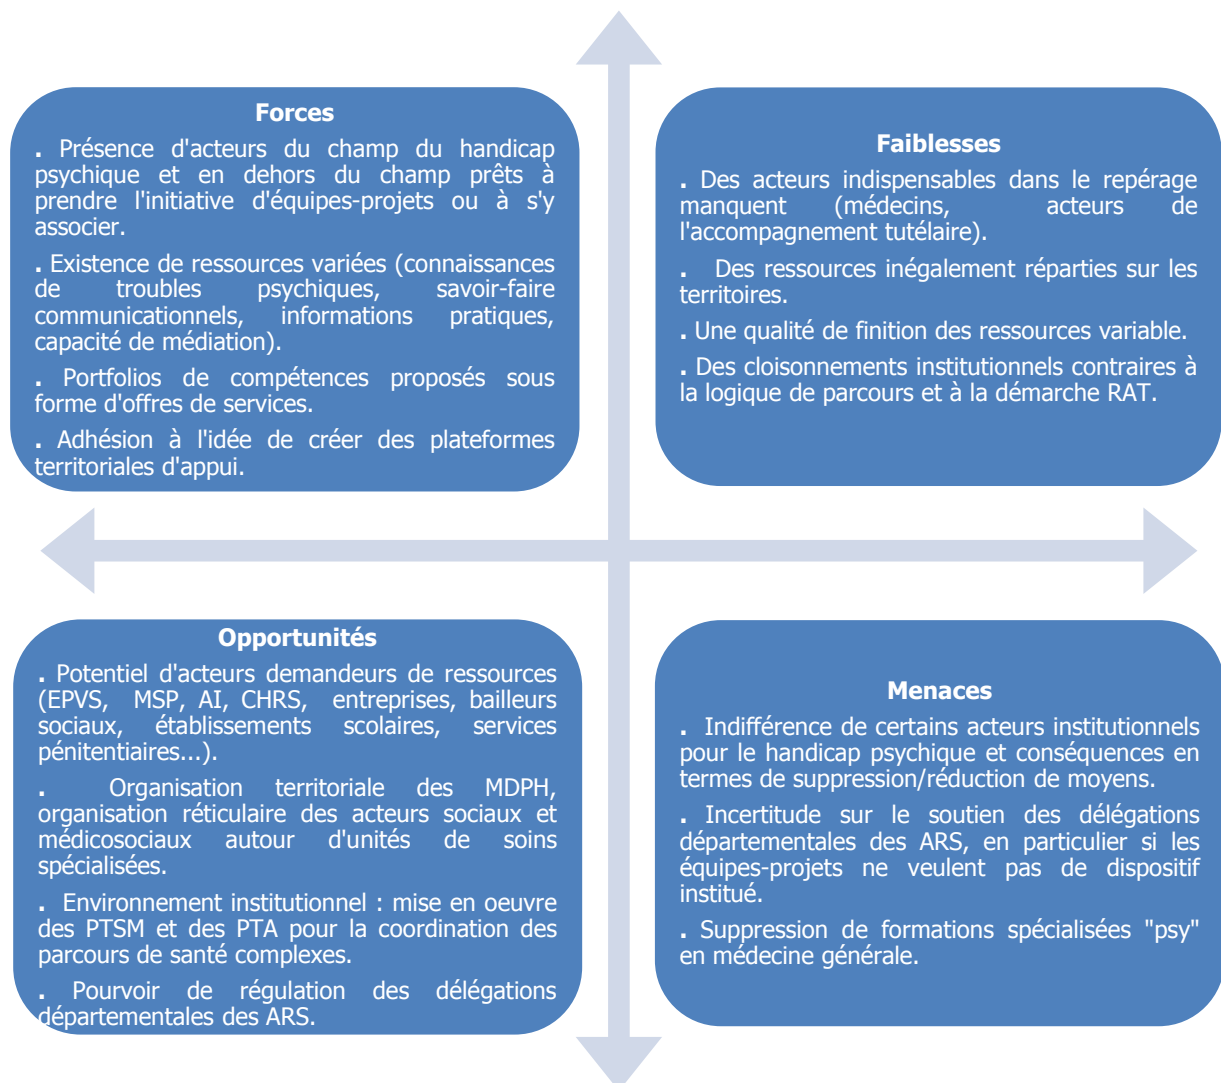 Forces
. Présence d'acteurs du champ du handicap
psychique et en dehors du champ prêts à
prendre l'initiative d'équipes-projets ou à s'y
associer.
. Existence de ressources variées (connaissances
de troubles psychiques, savoir-faire
communicationnels, informations pratiques,
capacité de médiation).
. Portfolios de compétences proposés sous
forme d'offres de services.
. Adhésion à l'idée de créer des plateformes
territoriales d'appui.
Faiblesses
. Des acteurs indispensables dans le repérage
manquent (médecins, acteurs de
l'accompagnement tutélaire).
. Des ressources inégalement réparties sur les
territoires.
. Une qualité de finition des ressources variable.
. Des cloisonnements institutionnels contraires à
la logique de parcours et à la démarche RAT.
Opportunités
. Potentiel d'acteurs demandeurs de ressources
(EPVS, MSP, AI, CHRS, entreprises, bailleurs
sociaux, établissements scolaires, services
pénitentiaires...).
. Organisation territoriale des MDPH,
organisation réticulaire des acteurs sociaux et
médicosociaux autour d'unités de soins
spécialisées.
. Environnement institutionnel : mise en oeuvre
des PTSM et des PTA pour la coordination des
parcours de santé complexes.
. Pourvoir de régulation des délégations
départementales des ARS.
Menaces
. Indifférence de certains acteurs institutionnels
pour le handicap psychique et conséquences en
termes de suppression/réduction de moyens.
. Incertitude sur le soutien des délégations
départementales des ARS, en particulier si les
équipes-projets ne veulent pas de dispositif
institué.
. Suppression de formations spécialisées "psy"
en médecine générale.